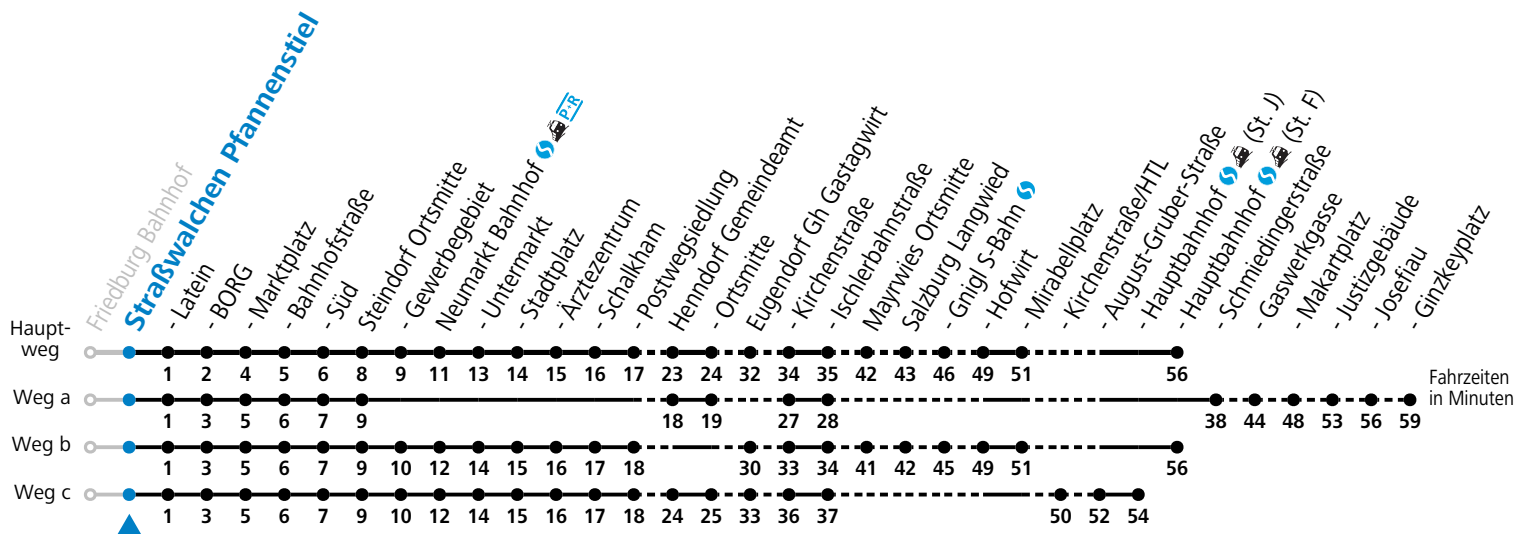 Friedburg Bahnhof
Straßwalchen Pfannenstiel
- Latein
- BORG
- Marktplatz
- Bahnhofstraße
- Süd
Steindorf Ortsmitte
- Gewerbegebiet
Neumarkt Bahnhof P+R
- Untermarkt
- Stadtplatz
- Ärztezentrum
- Schalkham
- Postwegsiedlung
Henndorf Gemeindeamt
- Ortsmitte
Eugendorf Gh Gastagwirt
- Kirchenstraße
- Ischerbahnstraße
Mayrwies Ortsmitte
Salzburg Langwied
- Gnigl S-Bahn
- Hofwirt
- Mirabellplatz
- Kirchenstraße/HTL
- August-Gruber-Straße
- Hauptbahnhof (St. J)
- Hauptbahnhof (St. F)
- Schmiedingerstraße
- Gaswerkgasse
- Makartplatz
- Justizgebäude
- Josefiau
- Ginzkeyplatz
Haupt-
weg
1 2 4 5 6 8 9 11 13 14 15 16 17 23 24 32 34 35 42 43 46 49 51 56
Weg a
1 3 5 6 7 9 18 19 27 28 38 44 48 53 56 59
Fahrzeiten
in Minuten
Weg b
1 3 5 6 7 9 10 12 14 15 16 17 18 30 33 34 41 42 45 49 51 56
Weg c
1 3 5 6 7 9 10 12 14 15 16 17 18 24 25 33 36 37 50 52 54